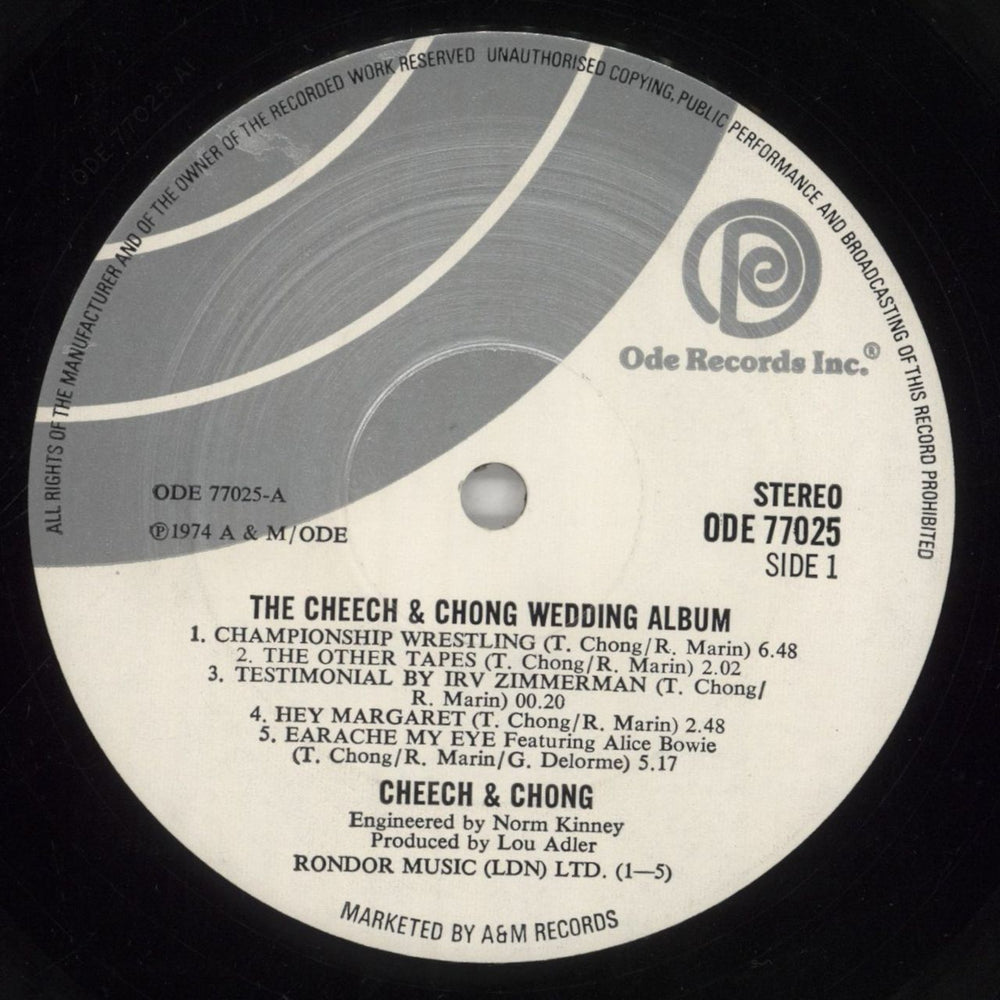 ALL RIGHTS OF THE MANUFACTURER AND OF THE OWNER OF THE RECORDED WORK RESERVED UNAUTHORISED COPYING, PUBLIC PERFORMANCE AND BROADCASTING OF THIS RECORD PROHIBITED
ODE 77025 A1
Ode Records Inc.®
ODE 77025-A
℗1974 A & M/ODE
STEREO
ODE 77025
SIDE 1
THE CHEECH & CHONG WEDDING ALBUM
1. CHAMPIONSHIP WRESTLING (T. Chong/R. Marin) 6.48
2. THE OTHER TAPES (T. Chong/R. Marin) 2.02
3. TESTIMONIAL BY IRV ZIMMERMAN (T. Chong/
R. Marin) 00.20
4. HEY MARGARET (T. Chong/R. Marin) 2.48
5. EARACHE MY EYE Featuring Alice Bowie
(T. Chong/R. Marin/G. Delorme) 5.17
CHEECH & CHONG
Engineered by Norm Kinney
Produced by Lou Adler
RONDOR MUSIC (LDN) LTD. (1—5)
MARKETED BY A&M RECORDS